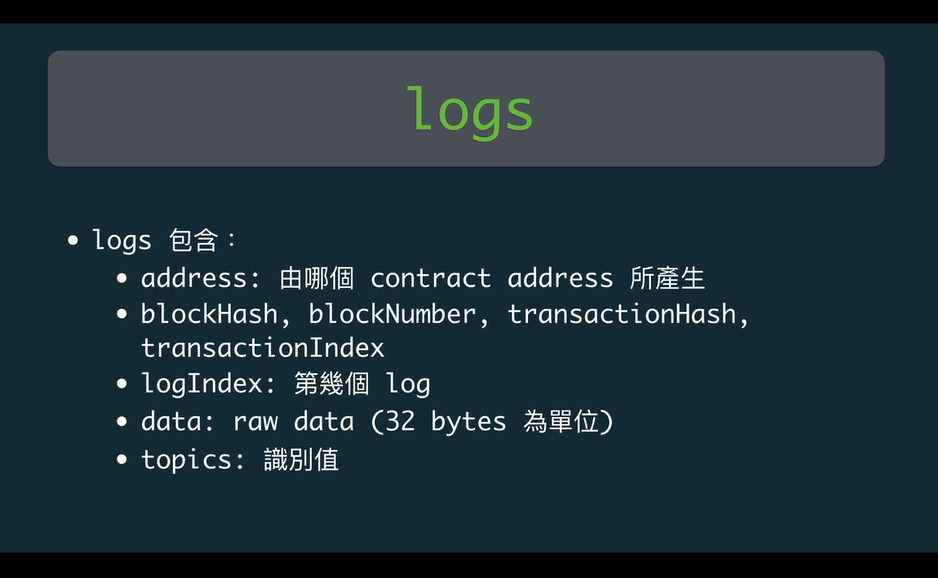 logs
• logs 包含：
• address: 由哪個 contract address 所產生
• blockHash, blockNumber, transactionHash,
transactionIndex
• logIndex: 第幾個 log
• data: raw data (32 bytes 為單位)
• topics: 識別值